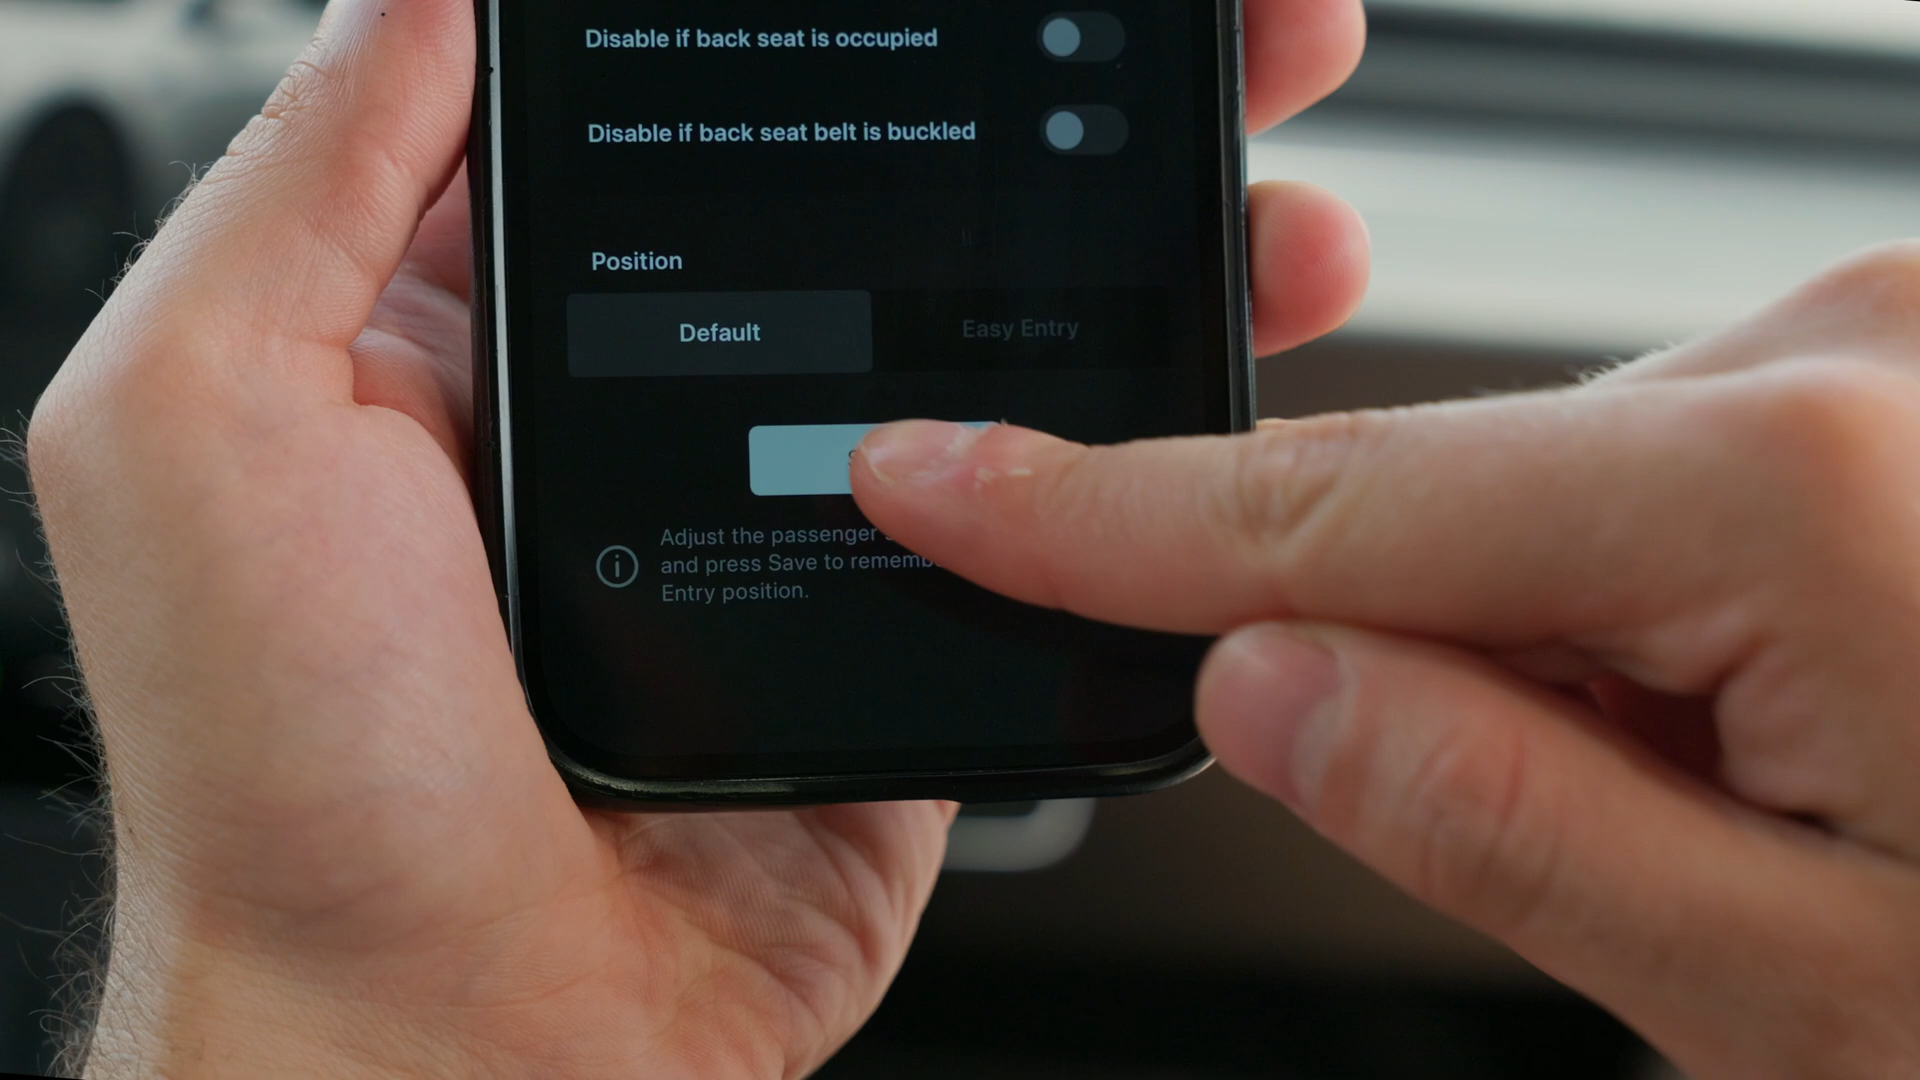 Disable if back seat is occupied
Disable if back seat belt is buckled
Position
Default Easy Entry
Adjust the passenger
and press Save to
Entry position.